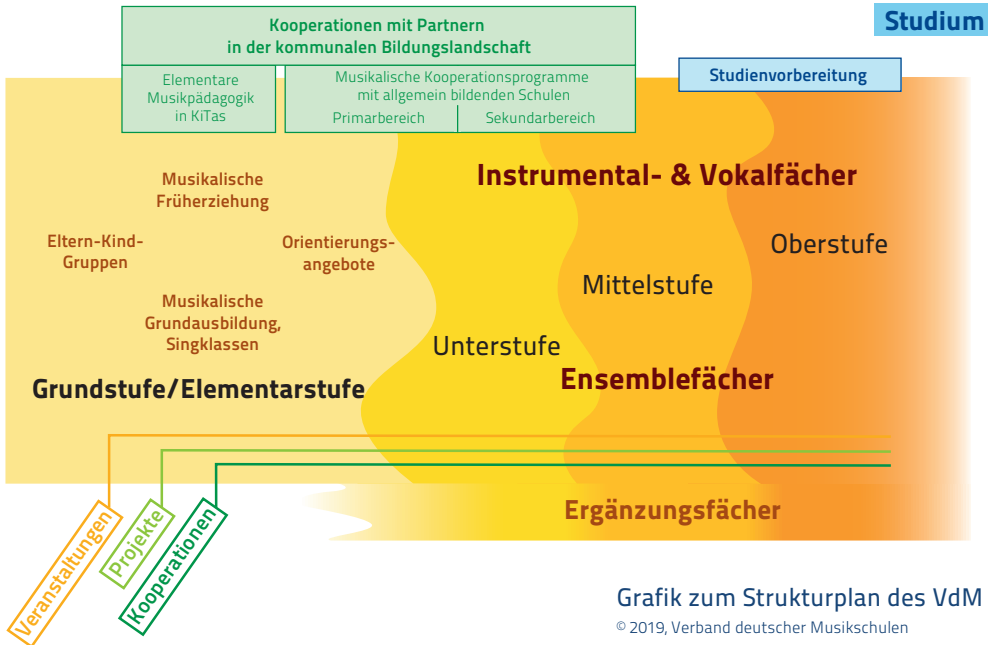 Studium
Kooperationen mit Partnern
in der kommunalen Bildungslandschaft
Elementare
Musikpädagogik
in KiTas
Musikalische Kooperationsprogramme
mit allgemein bildenden Schulen
Primarbereich
Sekundarbereich
Studienvorbereitung
Instrumental- & Vokalfächer
Musikalische
Früherziehung
Eltern-Kind-
Gruppen
Orientierungs-
angebote
Oberstufe
Mittelstufe
Musikalische
Grundausbildung,
Singklassen
Unterstufe
Grundstufe/Elementarstufe
Ensemblefächer
Ergänzungsfächer
Veranstaltungen
Projekte
Kooperationen
Grafik zum Strukturplan des VdM
© 2019, Verband deutscher Musikschulen